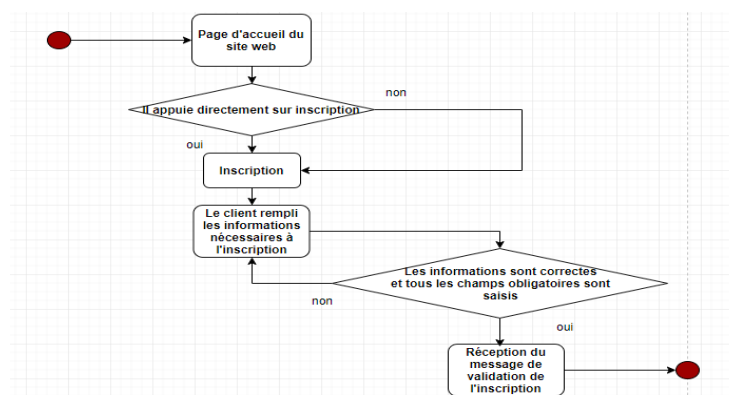 Page d'accueil du
site web
Il appuie directement sur inscription
non
oui
Inscription
Le client rempli
les informations
nécessaires à
l'inscription
Les informations sont correctes
et tous les champs obligatoires sont
saisis
non
oui
Réception du
message de
validation de
l'inscription